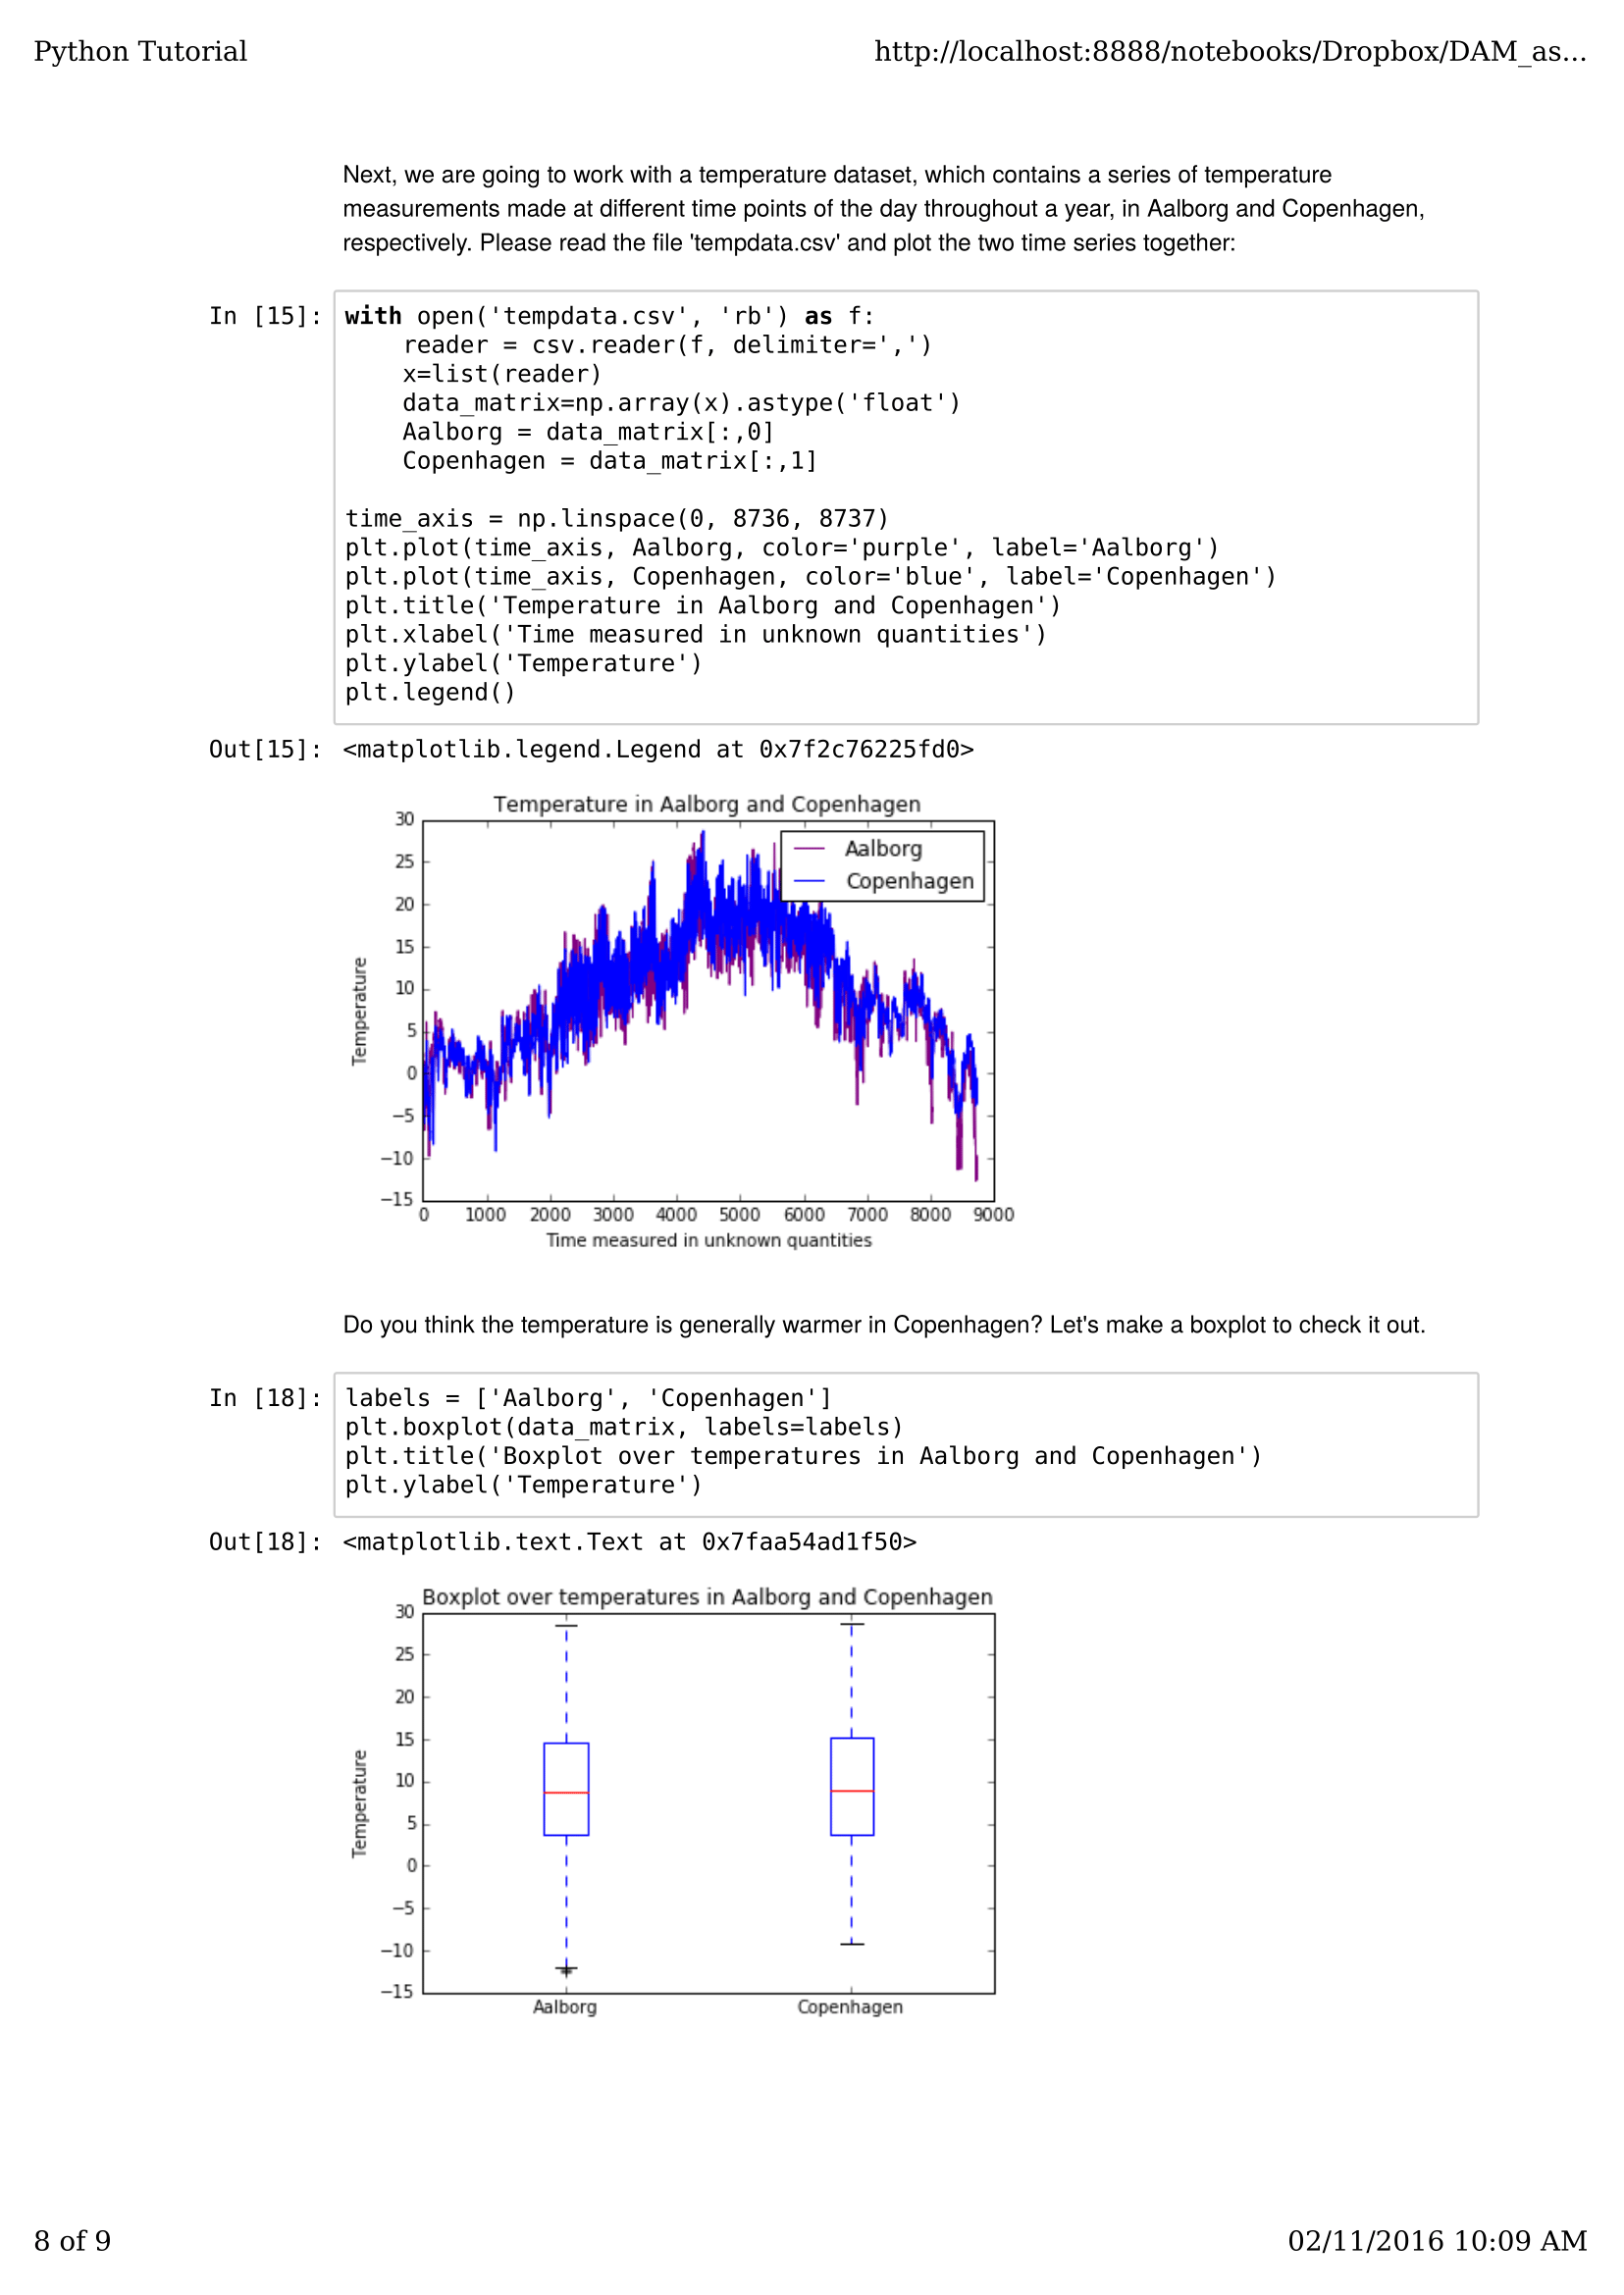 Python Tutorial
http://localhost:8888/notebooks/Dropbox/DAM_as...
Next, we are going to work with a temperature dataset, which contains a series of temperature
measurements made at different time points of the day throughout a year, in Aalborg and Copenhagen,
respectively. Please read the file 'tempdata.csv' and plot the two time series together:
In [15]:
with open('tempdata.csv', 'rb') as f:
    reader = csv.reader(f, delimiter=',')
    x=list(reader)
    data_matrix=np.array(x).astype('float')
    Aalborg = data_matrix[:,0]
    Copenhagen = data_matrix[:,1]

time_axis = np.linspace(0, 8736, 8737)
plt.plot(time_axis, Aalborg, color='purple', label='Aalborg')
plt.plot(time_axis, Copenhagen, color='blue', label='Copenhagen')
plt.title('Temperature in Aalborg and Copenhagen')
plt.xlabel('Time measured in unknown quantities')
plt.ylabel('Temperature')
plt.legend()
Out[15]: <matplotlib.legend.Legend at 0x7f2c76225fd0>
Temperature in Aalborg and Copenhagen
Temperature
30
25
20
15
10
5
0
−5
−10
−15
Aalborg
Copenhagen
0 1000 2000 3000 4000 5000 6000 7000 8000 9000
Time measured in unknown quantities
Do you think the temperature is generally warmer in Copenhagen? Let's make a boxplot to check it out.
In [18]:
labels = ['Aalborg', 'Copenhagen']
plt.boxplot(data_matrix, labels=labels)
plt.title('Boxplot over temperatures in Aalborg and Copenhagen')
plt.ylabel('Temperature')
Out[18]: <matplotlib.text.Text at 0x7faa54ad1f50>
Boxplot over temperatures in Aalborg and Copenhagen
Temperature
30
25
20
15
10
5
0
−5
−10
−15
Aalborg Copenhagen
8 of 9
02/11/2016 10:09 AM